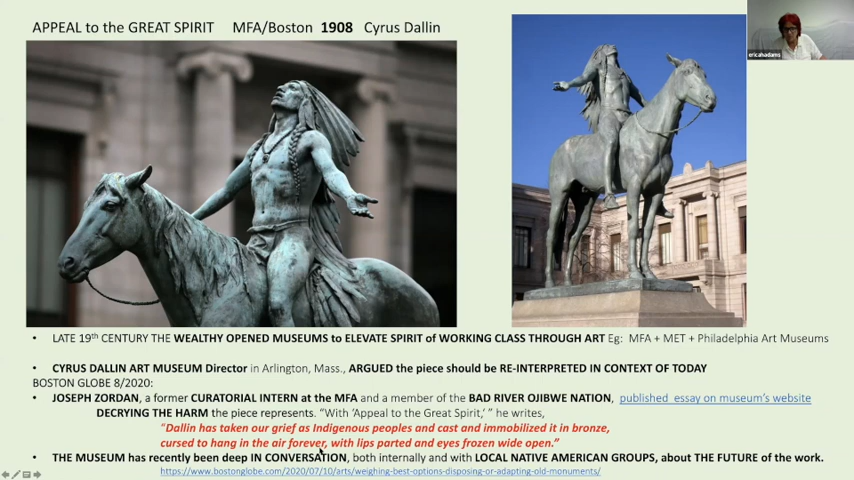 APPEAL to the GREAT SPIRIT MFA/Boston 1908 Cyrus Dallin
ericahadams
• LATE 19th CENTURY THE WEALTHY OPENED MUSEUMS to ELEVATE SPIRIT of WORKING CLASS THROUGH ART Eg: MFA + MET + Philadelphia Art Museums
• CYRUS DALLIN ART MUSEUM Director in Arlington, Mass., ARGUED the piece should be RE-INTERPRETED IN CONTEXT OF TODAY
BOSTON GLOBE 8/2020:
• JOSEPH ZORDAN, a former CURATORIAL INTERN at the MFA and a member of the BAD RIVER OJIBWE NATION, published essay on museum's website
DECRYING THE HARM the piece represents. "With 'Appeal to the Great Spirit,' " he writes,
"Dallin has taken our grief as Indigenous peoples and cast and immobilized it in bronze,
cursed to hang in the air forever, with lips parted and eyes frozen wide open."
• THE MUSEUM has recently been deep IN CONVERSATION, both internally and with LOCAL NATIVE AMERICAN GROUPS, about THE FUTURE of the work.
https://www.bostonglobe.com/2020/07/10/arts/weighing-best-options-disposing-or-adapting-old-monuments/